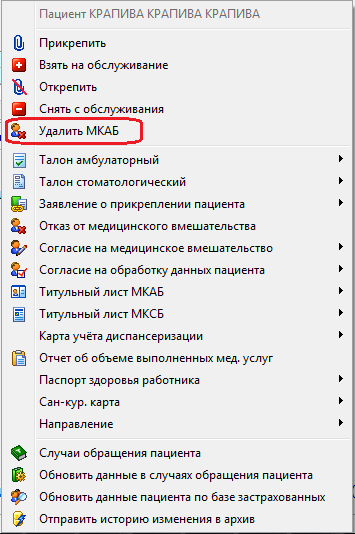 Пациент КРАПИВА КРАПИВА КРАПИВА
Прикрепить
Взять на обслуживание
Открепить
Снять с обслуживания
Удалить МКАБ
Талон амбулаторный
Талон стоматологический
Заявление о прикреплении пациента
Отказ от медицинского вмешательства
Согласие на медицинское вмешательство
Согласие на обработку данных пациента
Титульный лист МКАБ
Титульный лист МКСБ
Карта учёта диспансеризации
Отчет об объеме выполненных мед. услуг
Паспорт здоровья работника
Сан-кур. карта
Направление
Случаи обращения пациента
Обновить данные в случаях обращения пациента
Обновить данные пациента по базе застрахованных
Отправить историю изменения в архив